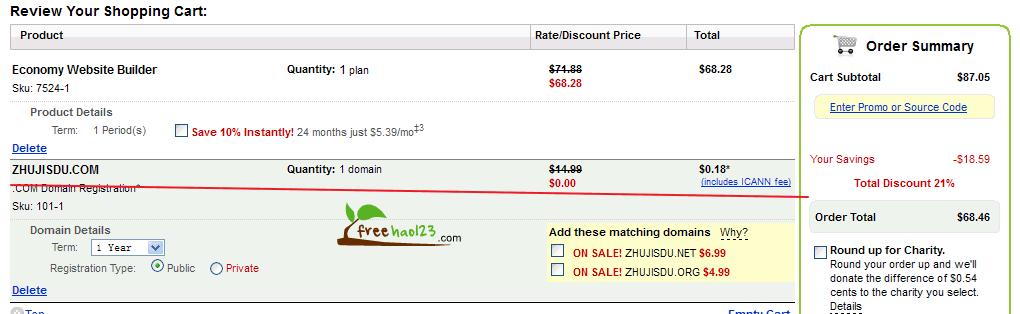 Review Your Shopping Cart:
Product Rate/Discount Price Total
Economy Website Builder Quantity: 1 plan $71.88 $68.28
Sku: 7524-1 $68.28
Product Details
Term: 1 Period(s) Save 10% Instantly! 24 months just $5.39/mo‡3
Delete
ZHUJISDU.COM Quantity: 1 domain $14.99 $0.18*
.COM Domain Registration* $0.00 (includes ICANN fee)
Sku: 101-1
freehao123.com
Domain Details Add these matching domains Why?
Term: 1 Year ON SALE! ZHUJISDU.NET $6.99
Registration Type: Public Private ON SALE! ZHUJISDU.ORG $4.99
Delete
Top Empty Cart
Order Summary
Cart Subtotal $87.05
Enter Promo or Source Code
Your Savings -$18.59
Total Discount 21%
Order Total $68.46
Round up for Charity.
Round your order up and we'll
donate the difference of $0.54
cents to the charity you select.
Details